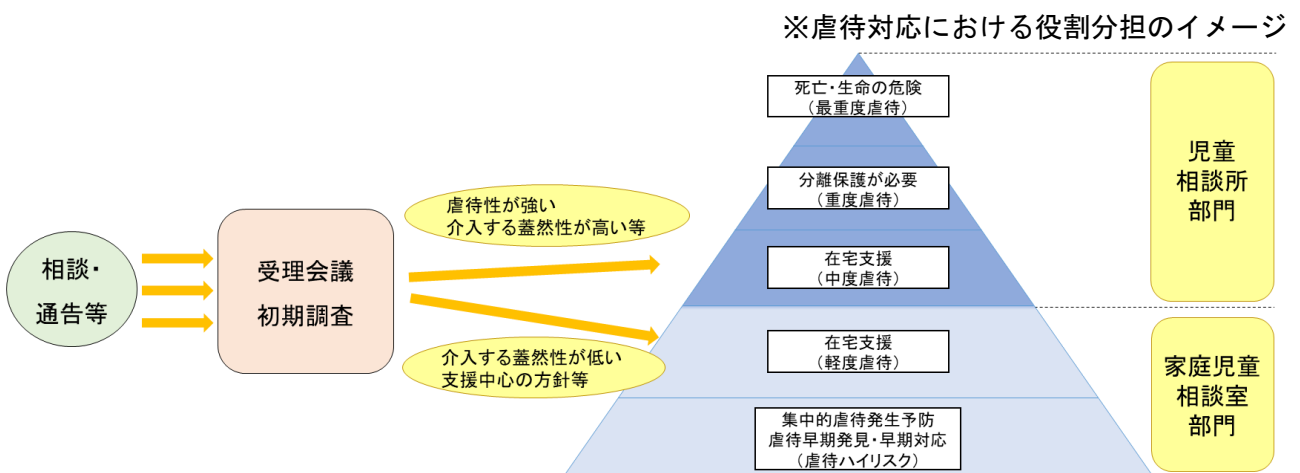 ※虐待対応における役割分担のイメージ
相談・
通告等
受理会議
初期調査
虐待性が強い
介入する蓋然性が高い等
介入する蓋然性が低い
支援中心の方針等
死亡・生命の危険
（最重度虐待）
分離保護が必要
（重度虐待）
在宅支援
（中度虐待）
在宅支援
（軽度虐待）
集中的虐待発生予防
虐待早期発見・早期対応
（虐待ハイリスク）
児童
相談所
部門
家庭児童
相談室
部門